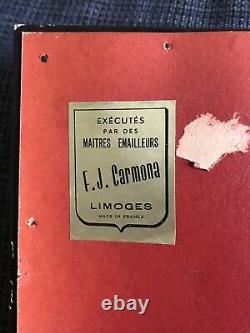 EXÉCUTÉS
PAR DES
MAITRES EMAILLEURS
F.J. Carmona
LIMOGES
MADE IN FRANCE